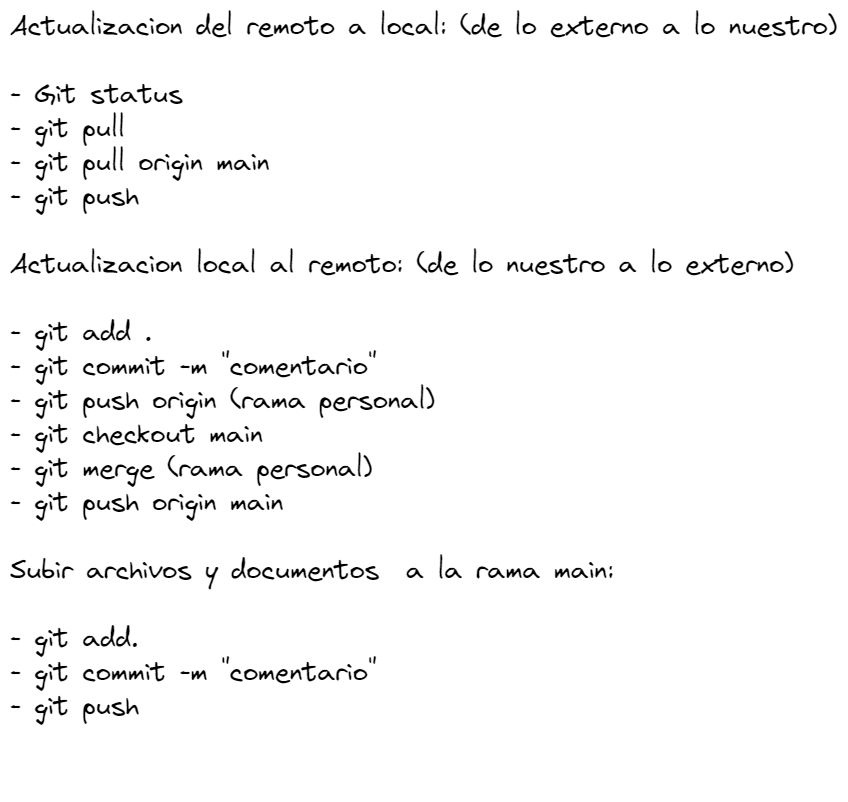 Actualizacion del remoto a local: (de lo externo a lo nuestro)
- Git status
- git pull
- git pull origin main
- git push
Actualizacion local al remoto: (de lo nuestro a lo externo)
- git add .
- git commit -m "comentario"
- git push origin (rama personal)
- git checkout main
- git merge (rama personal)
- git push origin main
Subir archivos y documentos  a la rama main:
- git add.
- git commit -m "comentario"
- git push